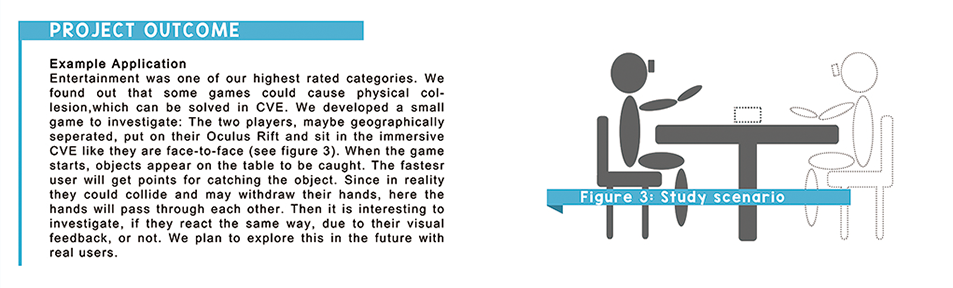 PROJECT OUTCOME
Example Application
Entertainment was one of our highest rated categories. We
found out that some games could cause physical col-
lesion,which can be solved in CVE. We developed a small
game to investigate: The two players, maybe geographically
seperated, put on their Oculus Rift and sit in the immersive
CVE like they are face-to-face (see figure 3). When the game
starts, objects appear on the table to be caught. The fastesr
user will get points for catching the object. Since in reality
they could collide and may withdraw their hands, here the
hands will pass through each other. Then it is interesting to
investigate, if they react the same way, due to their visual
feedback, or not. We plan to explore this in the future with
real users.
Figure 3: Study scenario